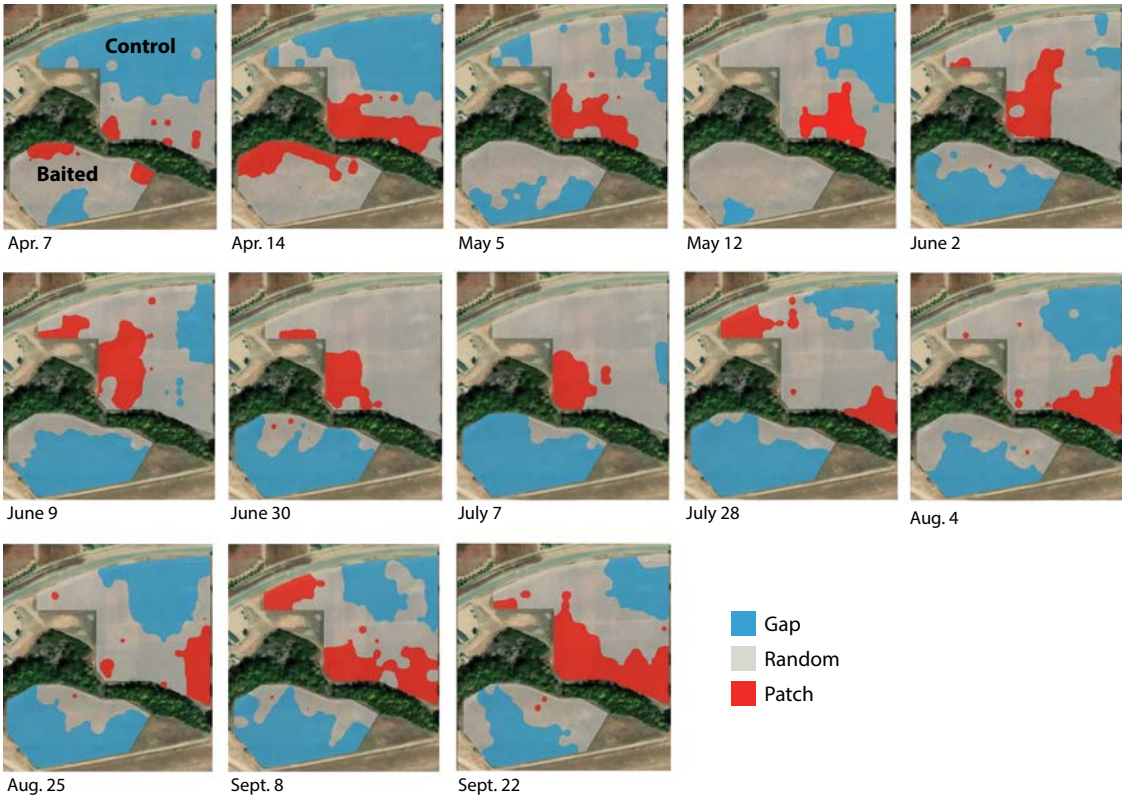 Control
Baited
Apr. 7
Apr. 14
May 5
May 12
June 2
June 9
June 30
July 7
July 28
Aug. 4
Aug. 25
Sept. 8
Sept. 22
Gap
Random
Patch